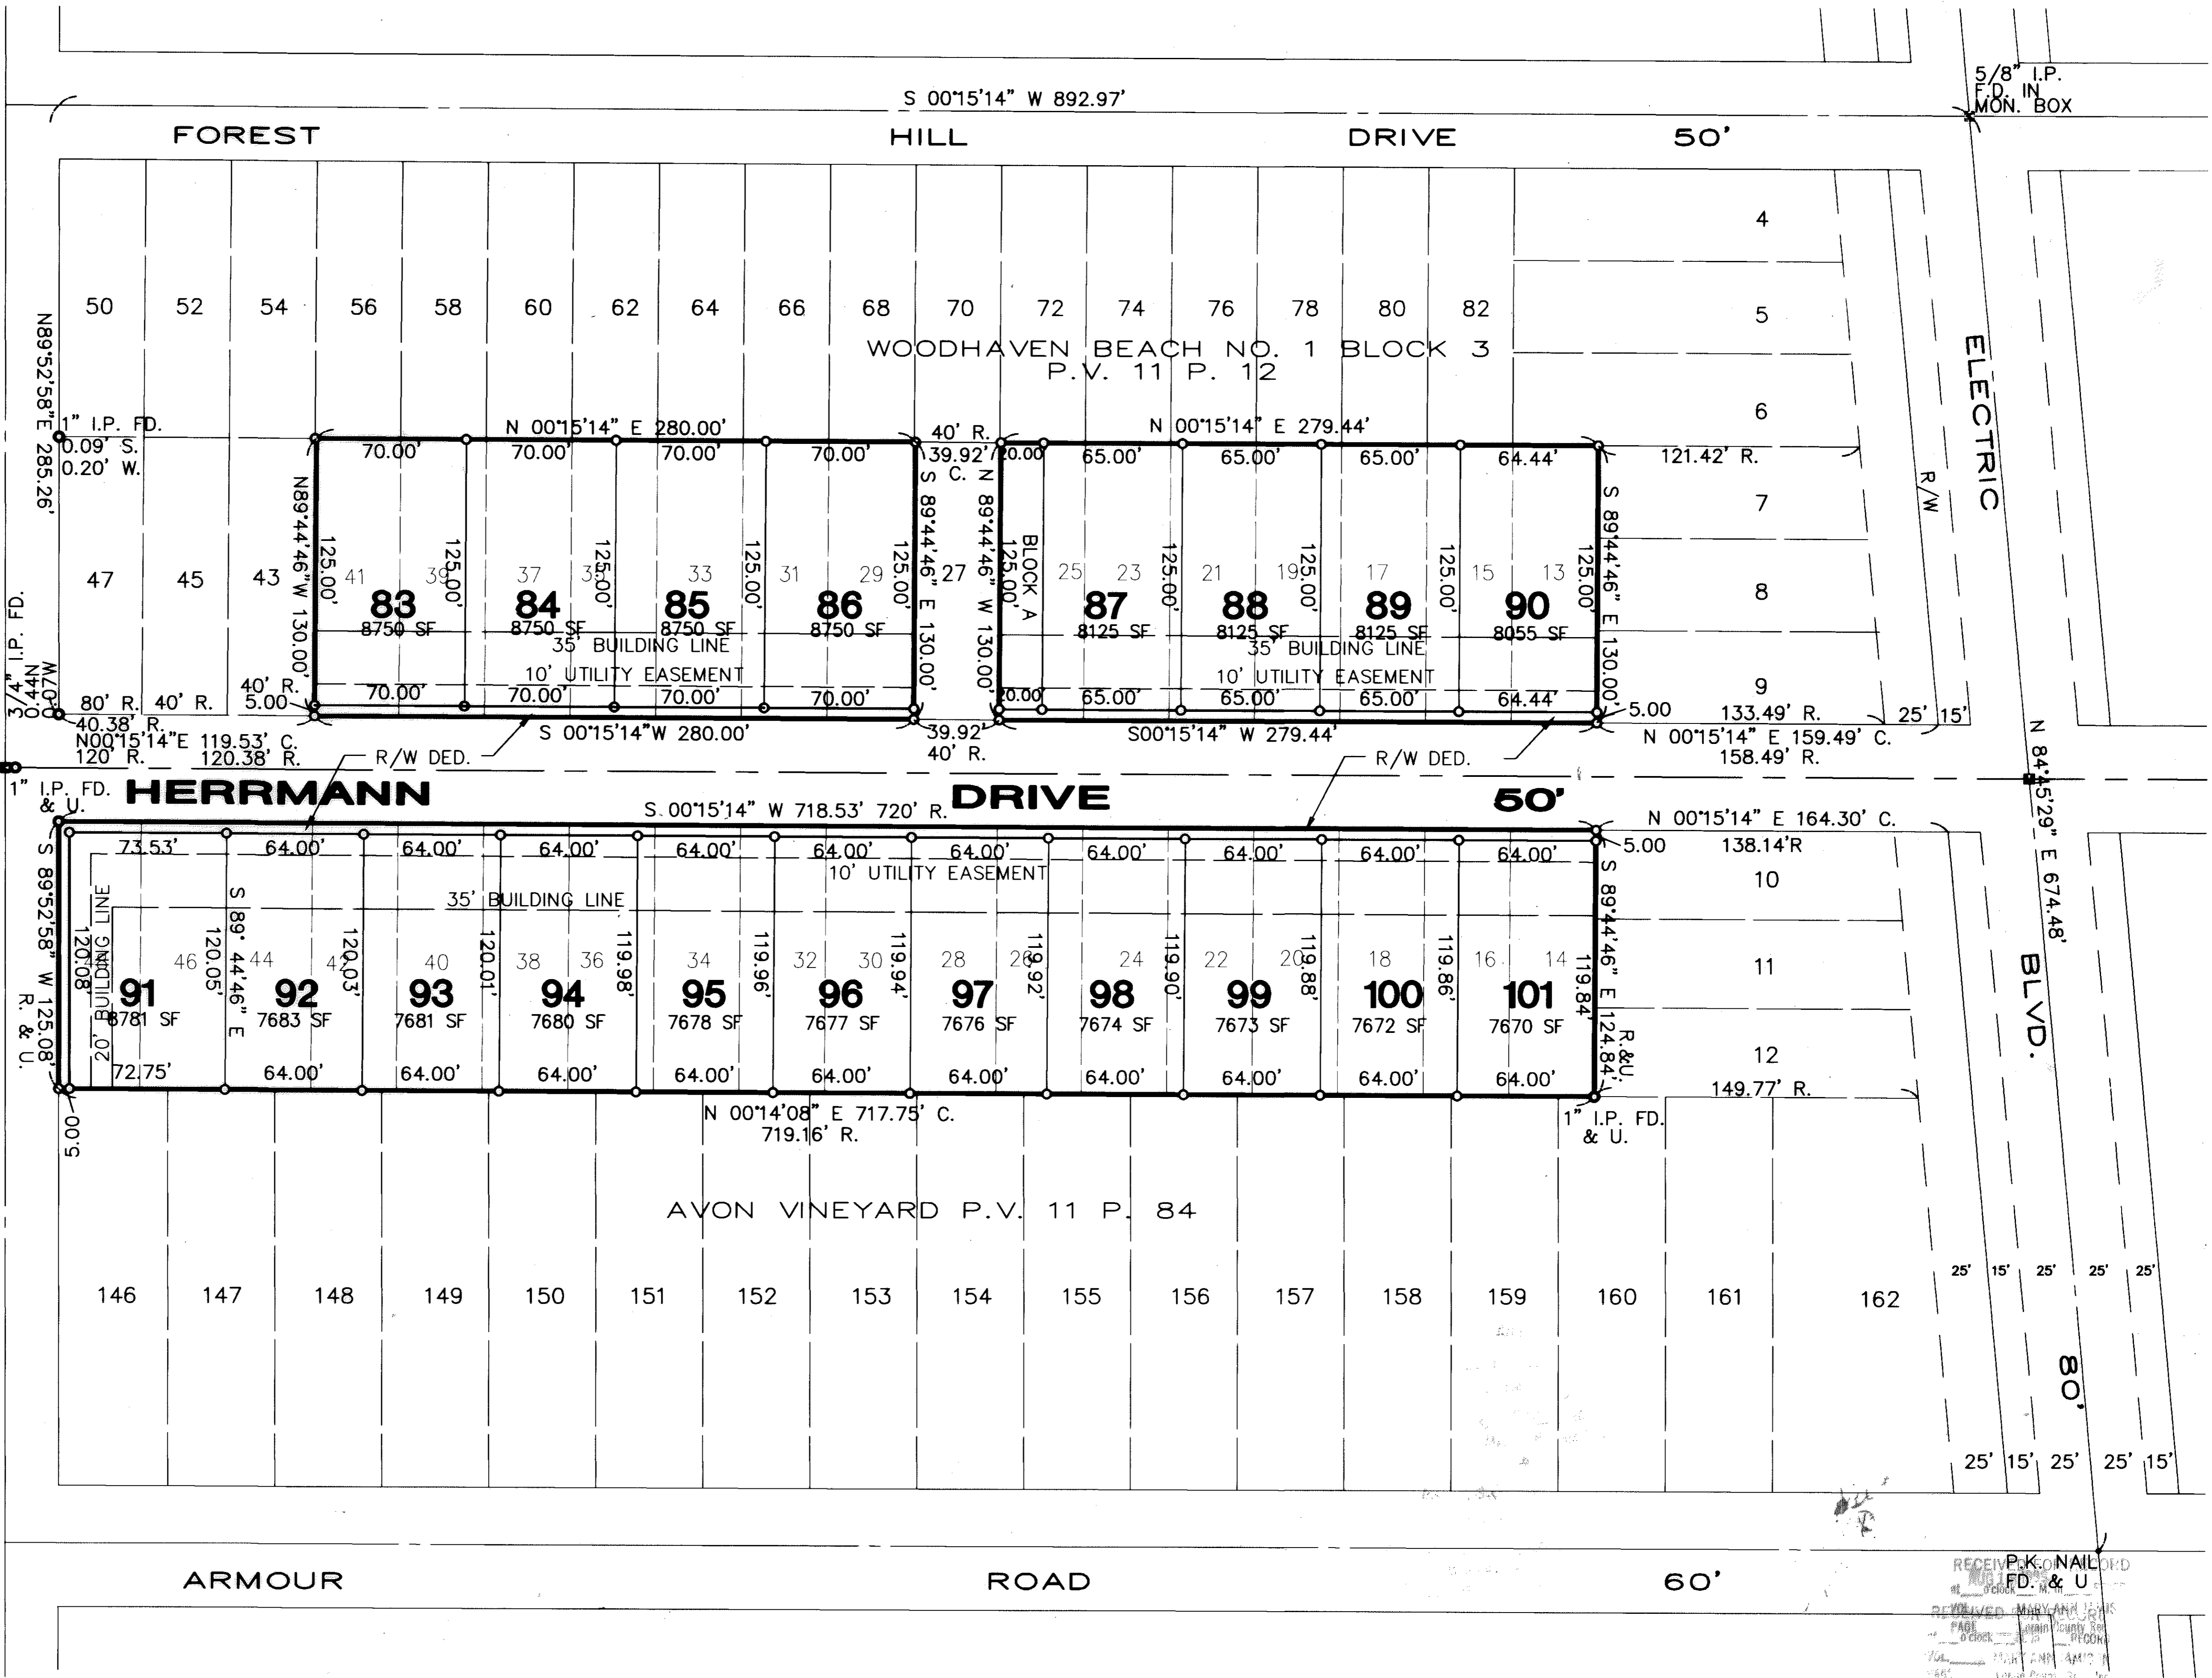 S 00°15'14" W 892.97'
5/8" I.P.
F.D. IN
MON. BOX
FOREST HILL DRIVE 50'
4
5
6
7
8
9
50 52 54 56 58 60 62 64 66 68 70 72 74 76 78 80 82
WOODHAVEN BEACH NO. 1 BLOCK 3
P.V. 11 P. 12
N89°52'58"E 285.26'
1" I.P. FD.
0.09' S.
0.20' W.
N 00°15'14" E 280.00'
70.00' 70.00' 70.00' 70.00'
40' R.
39.92'
C.
N 00°15'14" E 279.44'
20.00' 65.00' 65.00' 65.00' 64.44'
121.42' R.
R/W
ELECTRIC
N89°44'46"W 130.00'
125.00' 125.00' 125.00' 125.00' 125.00'
S 89°44'46" E 130.00'
N 89°44'46" W 130.00'
125.00'
BLOCK A
125.00' 125.00' 125.00' 125.00'
S 89°44'46" E 130.00'
47 45 43 41 39 37 35 33 31 29 27 25 23 21 19 17 15 13
83 84 85 86 87 88 89 90
8750 SF 8750 SF 8750 SF 8750 SF 8125 SF 8125 SF 8125 SF 8055 SF
35' BUILDING LINE
10' UTILITY EASEMENT
35' BUILDING LINE
10' UTILITY EASEMENT
3/4" I.P. FD.
0.44'N
0.70'W
80' R. 40' R. 40' R.
5.00
70.00' 70.00' 70.00' 70.00'
20.00' 65.00' 65.00' 65.00' 64.44'
5.00
133.49' R. 25' 15'
40.38' R.
N00°15'14"E 119.53' C.
120' R. 120.38' R.
S 00°15'14"W 280.00'
39.92'
40' R.
S00°15'14" W 279.44'
N 00°15'14" E 159.49' C.
158.49' R.
R/W DED.
R/W DED.
N 84°45'29" E 674.48'
1" I.P. FD.
& U.
HERRMANN DRIVE 50'
S 00°15'14" W 718.53' 720' R.
N 00°15'14" E 164.30' C.
73.53' 64.00' 64.00' 64.00' 64.00' 64.00' 64.00' 64.00' 64.00' 64.00' 64.00'
5.00
138.14'R
10' UTILITY EASEMENT
35' BUILDING LINE
10
11
12
S 89°52'58" W 125.08'
R. & U.
120.08'
20' BUILDING LINE
120.05'
S 89° 44'46" E
120.03' 120.01' 119.98' 119.96' 119.94' 119.92' 119.90' 119.88' 119.86' 119.84'
S 89°44'46" E 124.84'
R.&U.
46 44 42 40 38 36 34 32 30 28 26 24 22 20 18 16 14
91 92 93 94 95 96 97 98 99 100 101
8781 SF 7683 SF 7681 SF 7680 SF 7678 SF 7677 SF 7676 SF 7674 SF 7673 SF 7672 SF 7670 SF
BLVD.
72.75' 64.00' 64.00' 64.00' 64.00' 64.00' 64.00' 64.00' 64.00' 64.00' 64.00'
149.77' R.
5.00'
N 00°14'08" E 717.75' C.
719.16' R.
1" I.P. FD.
& U.
AVON VINEYARD P.V. 11 P. 84
146 147 148 149 150 151 152 153 154 155 156 157 158 159 160 161 162
25' 15' 25' 25' 25'
80'
25' 15' 25' 25' 15'
ARMOUR ROAD 60'
P.K. NAIL
FD. & U
RECEIVED FOR RECORD